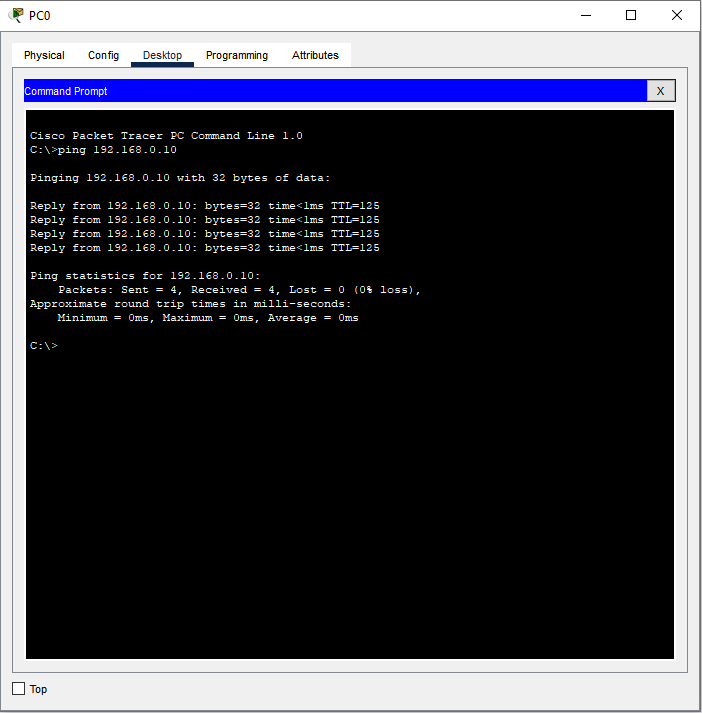 PC0
Physical Config Desktop Programming Attributes
Command Prompt X
Cisco Packet Tracer PC Command Line 1.0
C:\>ping 192.168.0.10
Pinging 192.168.0.10 with 32 bytes of data:
Reply from 192.168.0.10: bytes=32 time<1ms TTL=125
Reply from 192.168.0.10: bytes=32 time<1ms TTL=125
Reply from 192.168.0.10: bytes=32 time<1ms TTL=125
Reply from 192.168.0.10: bytes=32 time<1ms TTL=125
Ping statistics for 192.168.0.10:
Packets: Sent = 4, Received = 4, Lost = 0 (0% loss),
Approximate round trip times in milli-seconds:
Minimum = 0ms, Maximum = 0ms, Average = 0ms
C:\>
Top